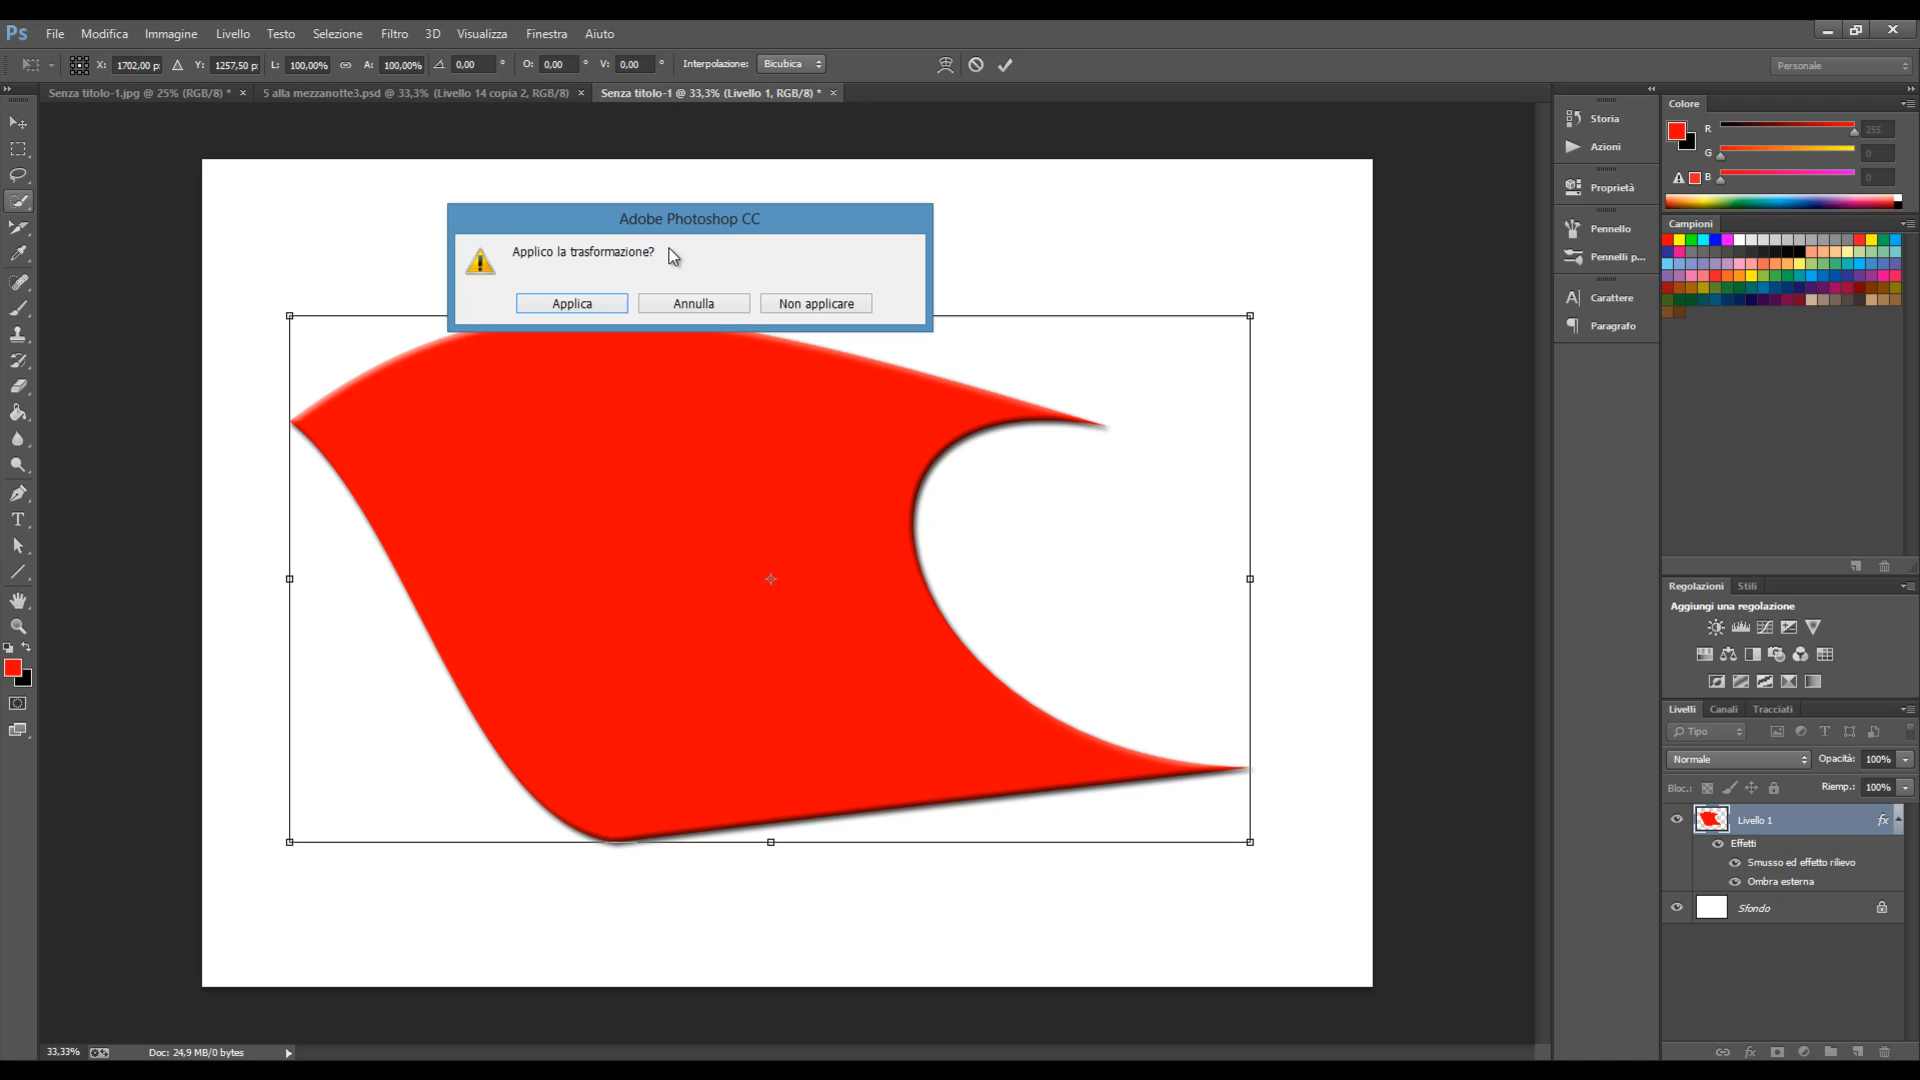 Ps File Modifica Immagine Livello Testo Selezione Filtro 3D Visualizza Finestra Aiuto
X: 1702,00 p: Y: 1257,50 p: L: 100,00% A: 100,00% 0,00 ° O: 0,00 ° V: 0,00 ° Interpolazione: Bicubica Personale
Senza titolo-1.jpg @ 25% (RGB/8) * × 5 alla mezzanotte3.psd @ 33,3% (Livello 14 copia 2, RGB/8) × Senza titolo-1 @ 33,3% (Livello 1, RGB/8) * ×
Adobe Photoshop CC
Applico la trasformazione?
Applica Annulla Non applicare
Storia
Azioni
Proprietà
Pennello
Pennelli p...
Carattere
Paragrafo
Colore
R 255
G 0
B 0
Campioni
Regolazioni Stili
Aggiungi una regolazione
Livelli Canali Tracciati
Tipo
Normale Opacità: 100%
Bloc.: Riemp.: 100%
Livello 1 fx
Effetti
Smusso ed effetto rilievo
Ombra esterna
Sfondo
fx
33,33% Doc: 24,9 MB/0 bytes